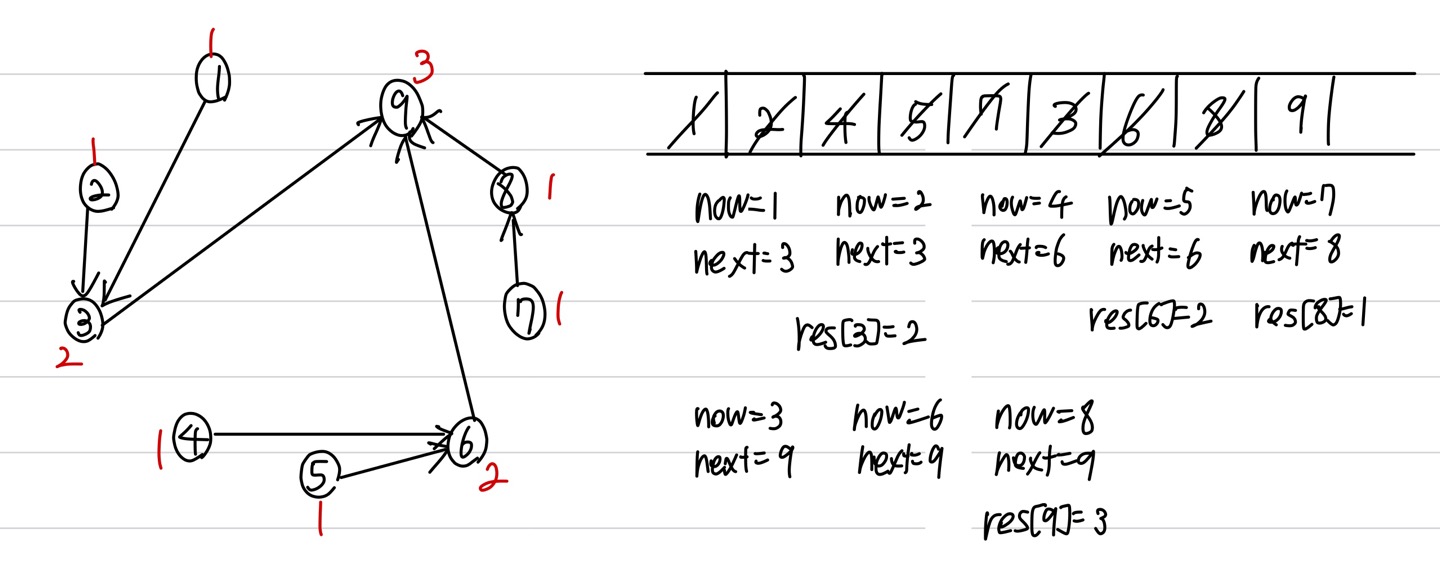 1
1
3
9
1
2
8 1
3
2
7 1
1 4
5
1
6
2
1 2 4 5 7 3 6 8 9
now=1 now=2 now=4 now=5 now=7
next=3 next=3 next=6 next=6 next=8
res[3]=2 res[6]=2 res[8]=1
now=3 now=6 now=8
next=9 next=9 next=9
res[9]=3